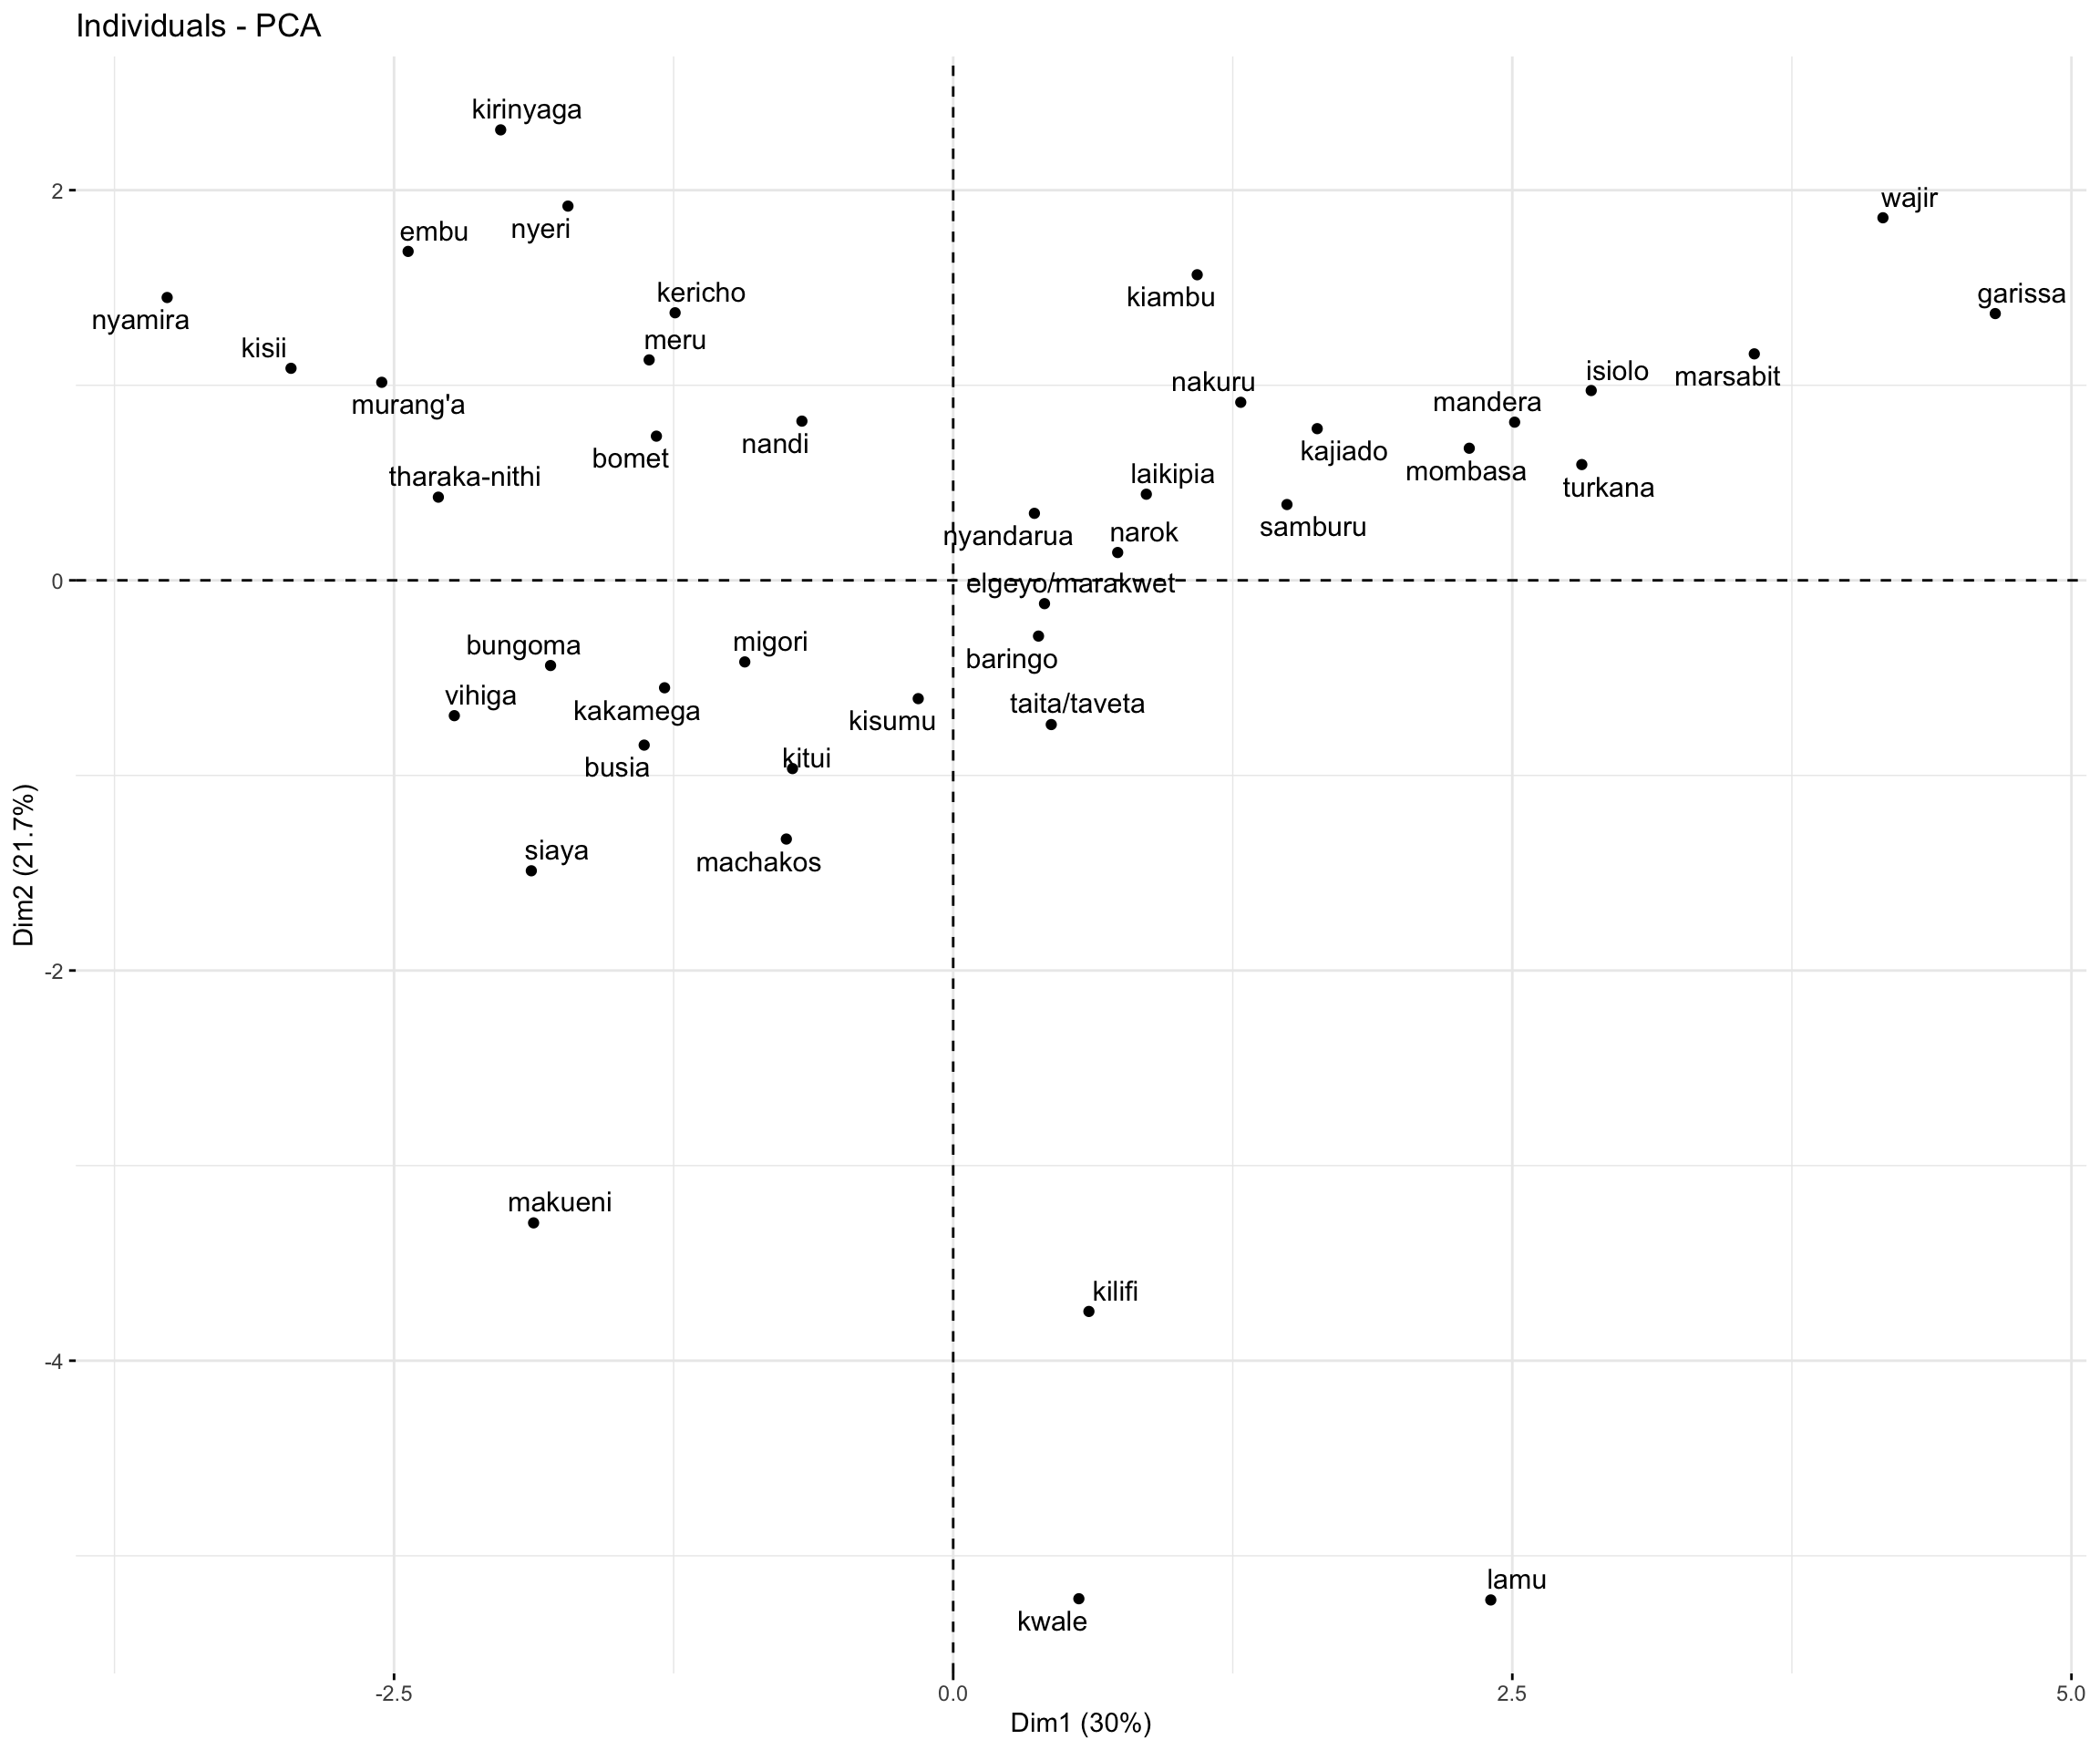 Individuals - PCA
kirinyaga
2
wajir
nyeri
embu
kericho
kiambu
garissa
nyamira
meru
kisii
isiolo
marsabit
nakuru
murang'a
mandera
nandi
bomet
kajiado
mombasa
tharaka-nithi
laikipia
turkana
samburu
nyandarua
narok
0
elgeyo/marakwet
bungoma
migori
baringo
vihiga
taita/taveta
kakamega
kisumu
kitui
busia
siaya
machakos
Dim2 (21.7%)
-2
makueni
kilifi
-4
lamu
kwale
-2.5
0.0
2.5
5.0
Dim1 (30%)